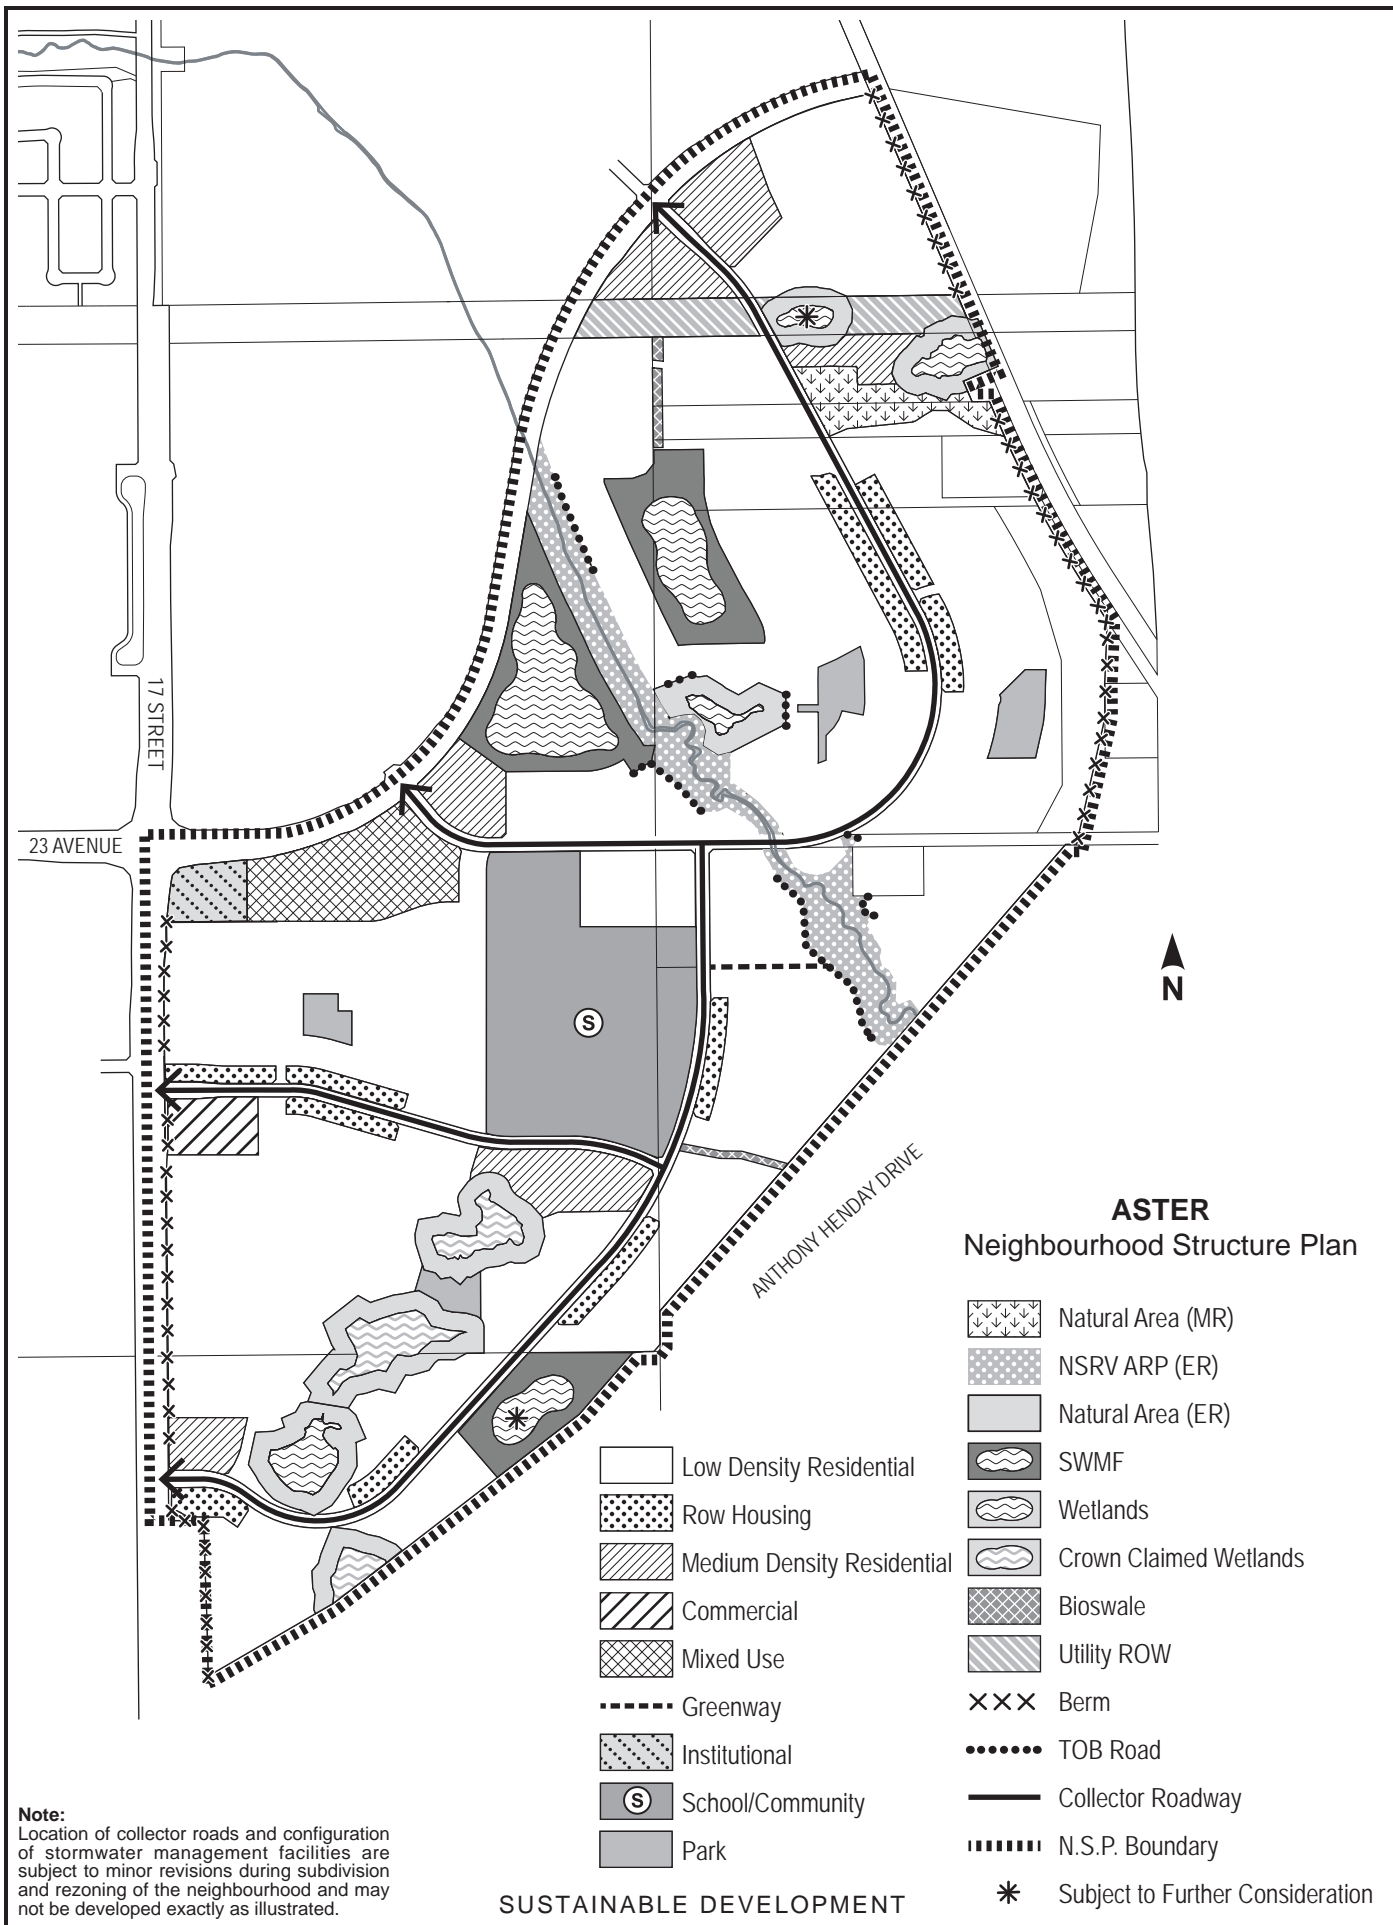 17 STREET
23 AVENUE
N
S
ANTHONY HENDAY DRIVE
ASTER
Neighbourhood Structure Plan
Natural Area (MR)
NSRV ARP (ER)
Natural Area (ER)
SWMF
Wetlands
Crown Claimed Wetlands
Bioswale
Utility ROW
Berm
TOB Road
Collector Roadway
N.S.P. Boundary
Subject to Further Consideration
Low Density Residential
Row Housing
Medium Density Residential
Commercial
Mixed Use
Greenway
Institutional
S School/Community
Park
Note:
Location of collector roads and configuration
of stormwater management facilities are
subject to minor revisions during subdivision
and rezoning of the neighbourhood and may
not be developed exactly as illustrated.
SUSTAINABLE DEVELOPMENT